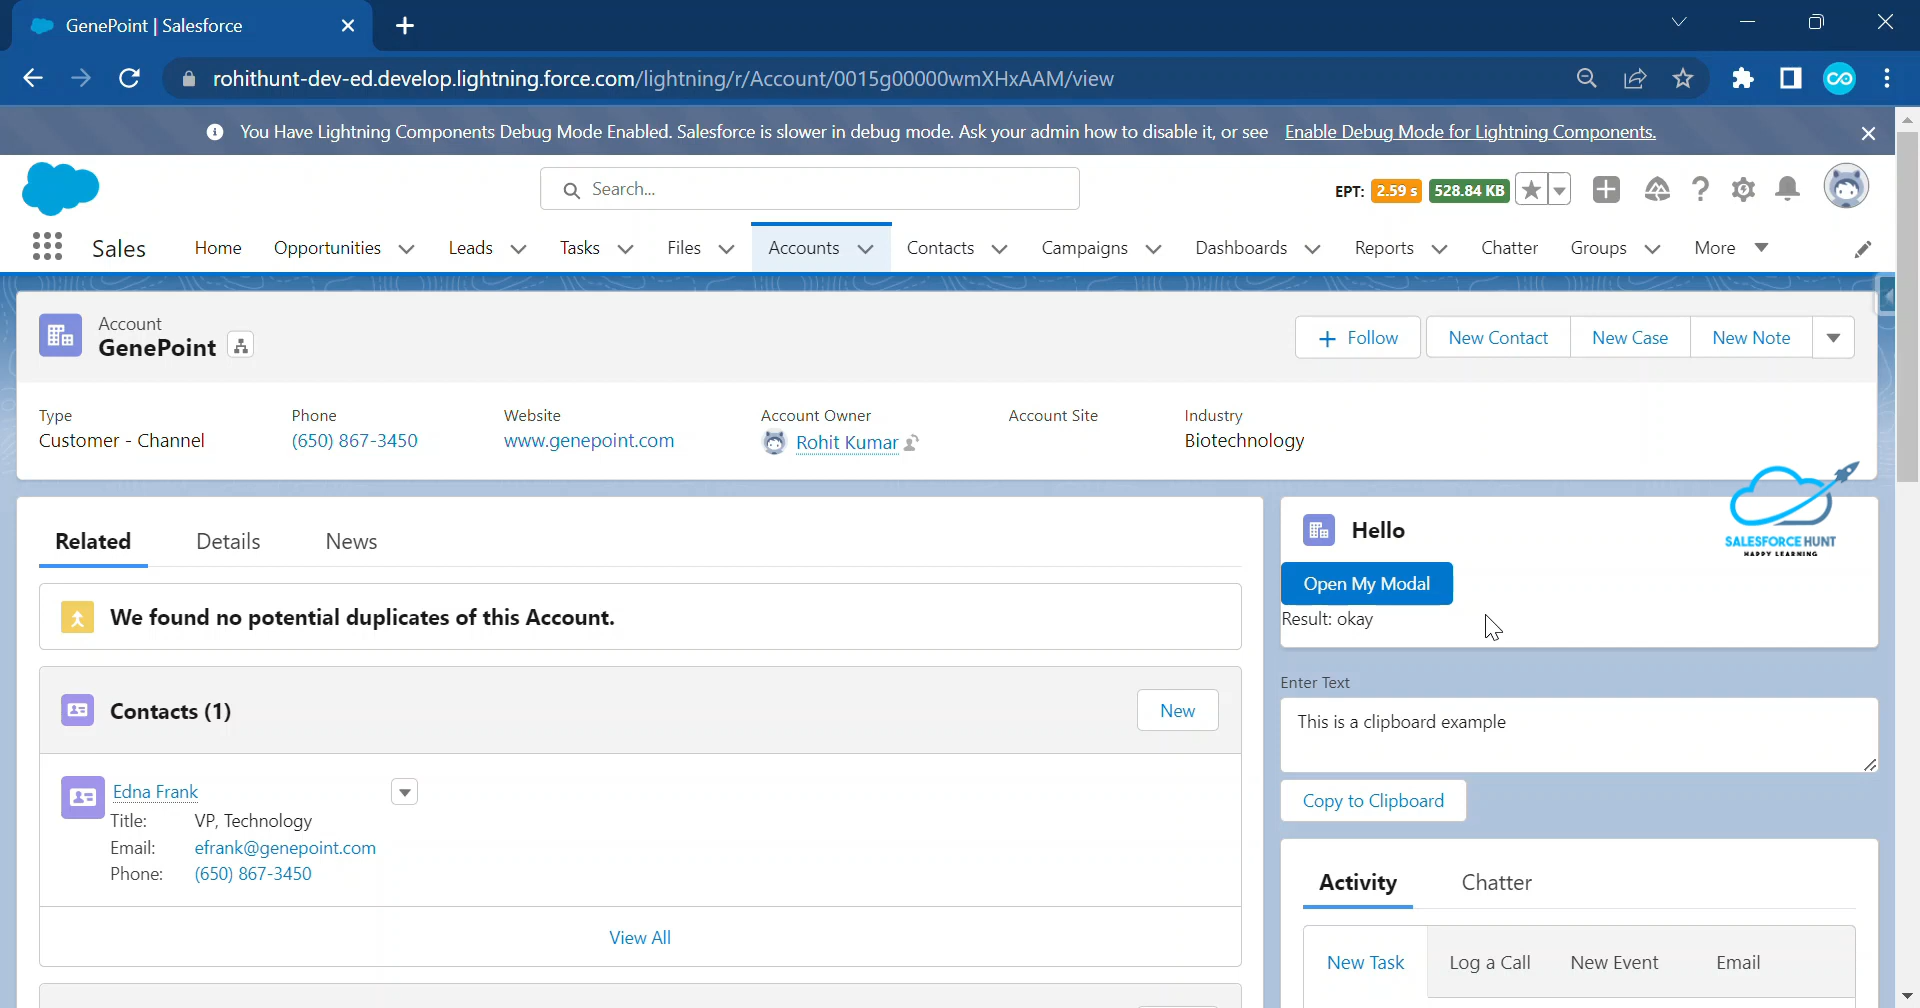 GenePoint | Salesforce
rohithunt-dev-ed.develop.lightning.force.com/lightning/r/Account/0015g00000wmXHxAAM/view
You Have Lightning Components Debug Mode Enabled. Salesforce is slower in debug mode. Ask your admin how to disable it, or see Enable Debug Mode for Lightning Components.
Search...
EPT: 2.59 s 528.84 KB
Sales Home Opportunities Leads Tasks Files Accounts Contacts Campaigns Dashboards Reports Chatter Groups More
Account
GenePoint
+ Follow New Contact New Case New Note
Type Phone Website Account Owner Account Site Industry
Customer - Channel (650) 867-3450 www.genepoint.com Rohit Kumar Biotechnology
Related Details News
We found no potential duplicates of this Account.
Contacts (1)
New
Edna Frank
Title: VP, Technology
Email: efrank@genepoint.com
Phone: (650) 867-3450
View All
Hello
SALESFORCE HUNT
HAPPY LEARNING
Open My Modal
Result: okay
Enter Text
This is a clipboard example
Copy to Clipboard
Activity Chatter
New Task Log a Call New Event Email